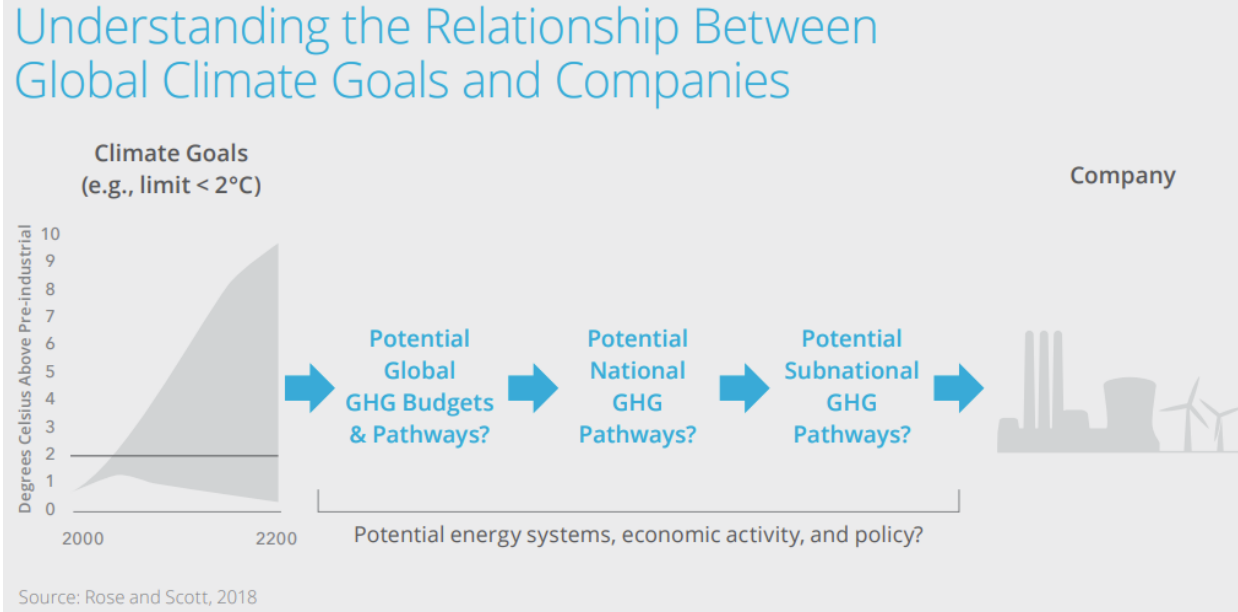 Understanding the Relationship Between
Global Climate Goals and Companies
Climate Goals
(e.g., limit < 2°C)
Company
Degrees Celsius Above Pre-industrial
10
9
8
7
6
5
4
3
2
1
0
2000
2200
Potential
Global
GHG Budgets
& Pathways?
Potential
National
GHG
Pathways?
Potential
Subnational
GHG
Pathways?
Potential energy systems, economic activity, and policy?
Source: Rose and Scott, 2018